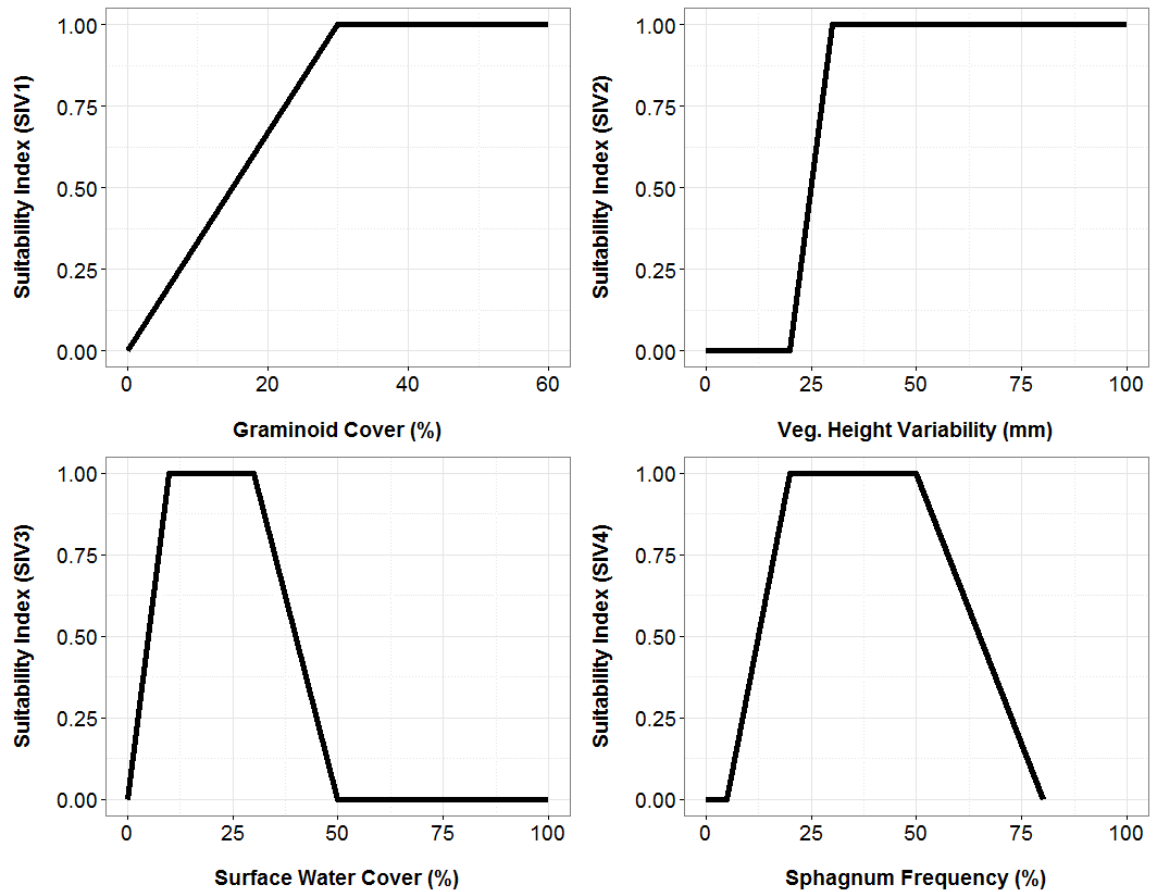 Suitability Index (SIV1)
1.00
0.75
0.50
0.25
0.00
0 20 40 60
Graminoid Cover (%)
Suitability Index (SIV2)
1.00
0.75
0.50
0.25
0.00
0 25 50 75 100
Veg. Height Variability (mm)
Suitability Index (SIV3)
1.00
0.75
0.50
0.25
0.00
0 25 50 75 100
Surface Water Cover (%)
Suitability Index (SIV4)
1.00
0.75
0.50
0.25
0.00
0 25 50 75 100
Sphagnum Frequency (%)